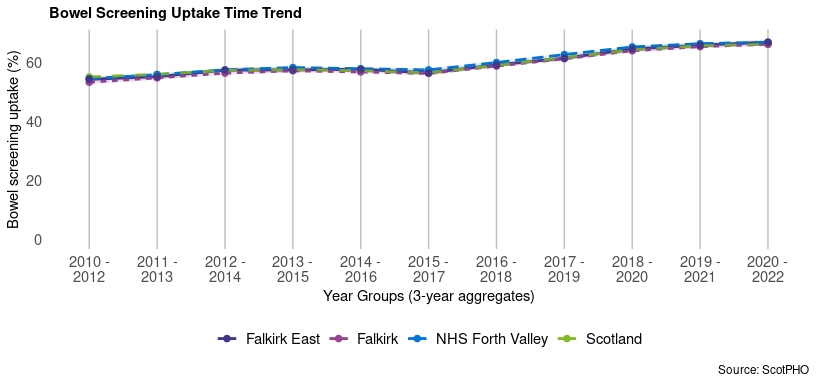 Bowel Screening Uptake Time Trend
Bowel screening uptake (%)
60
40
20
0
2010 - 2011 - 2012 - 2013 - 2014 - 2015 - 2016 - 2017 - 2018 - 2019 - 2020 -
2012 2013 2014 2015 2016 2017 2018 2019 2020 2021 2022
Year Groups (3-year aggregates)
Falkirk East Falkirk NHS Forth Valley Scotland
Source: ScotPHO